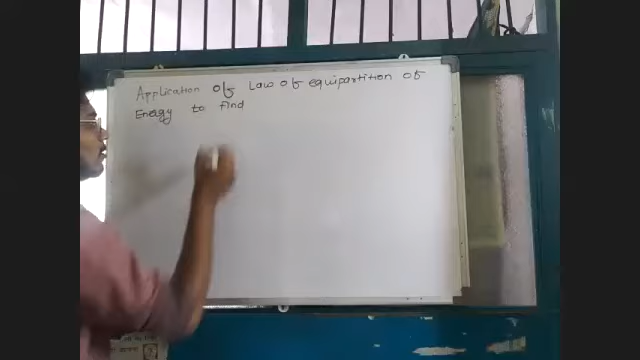 Application of Law of equipartition of
Energy to find